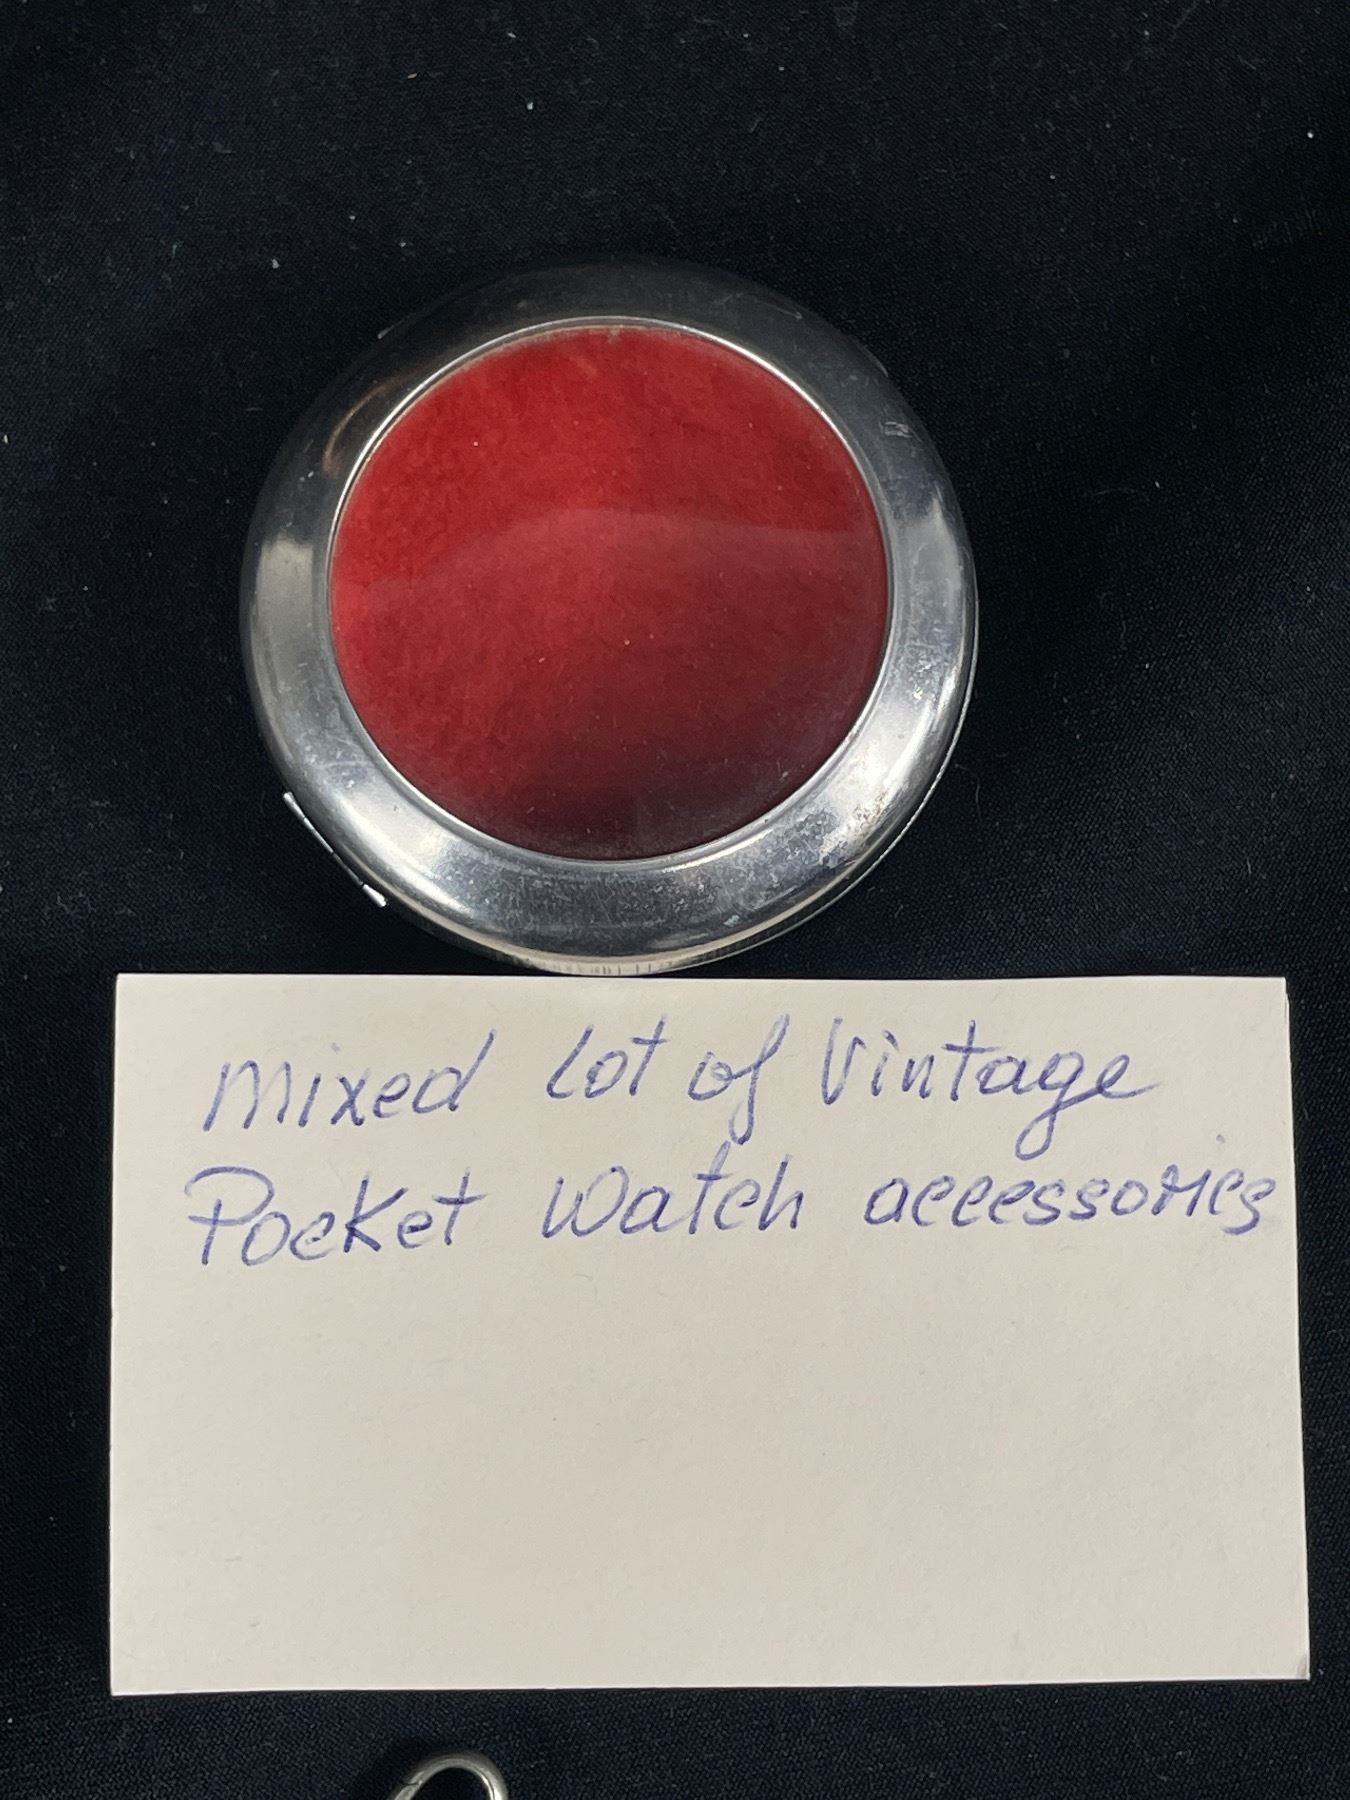 Mixed Lot of Vintage
Pocket Watch accessories